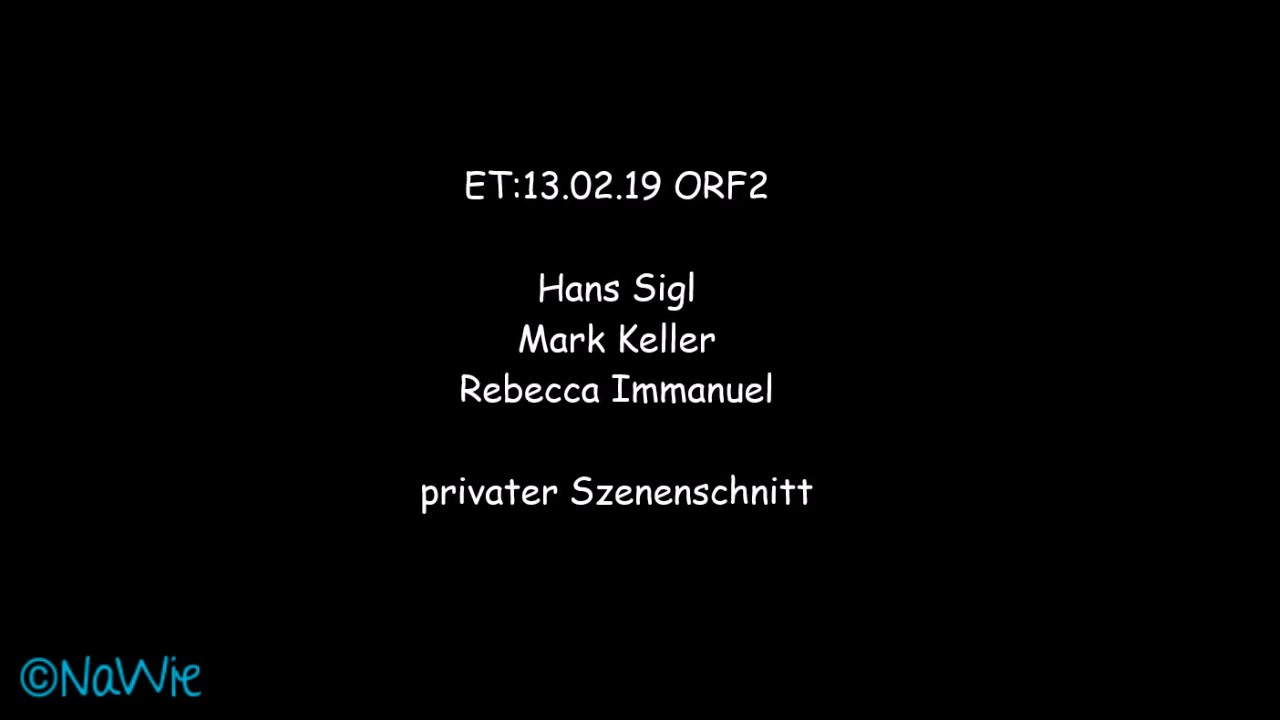 ET:13.02.19 ORF2
Hans Sigl
Mark Keller
Rebecca Immanuel
privater Szenenschnitt
©NaWie